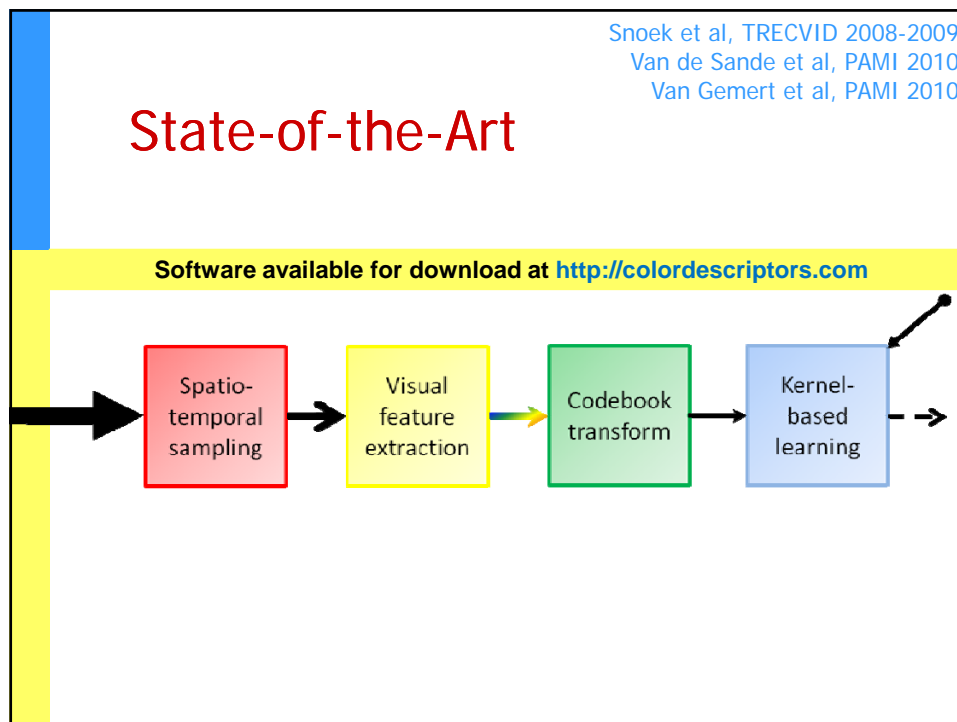 Snoek et al, TRECVID 2008-2009
Van de Sande et al, PAMI 2010
Van Gemert et al, PAMI 2010
State-of-the-Art
Software available for download at http://colordescriptors.com
Spatio-
temporal
sampling
Visual
feature
extraction
Codebook
transform
Kernel-
based
learning